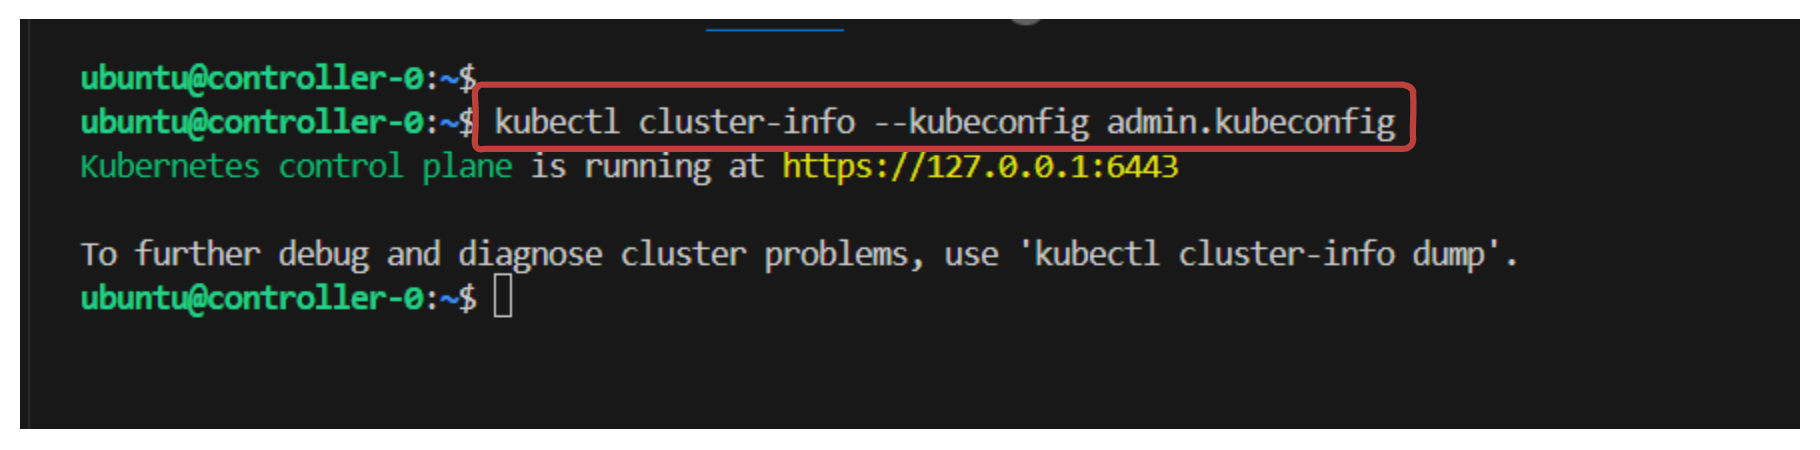 ubuntu@controller-0:~$
ubuntu@controller-0:~$ kubectl cluster-info --kubeconfig admin.kubeconfig
Kubernetes control plane is running at https://127.0.0.1:6443
To further debug and diagnose cluster problems, use 'kubectl cluster-info dump'.
ubuntu@controller-0:~$